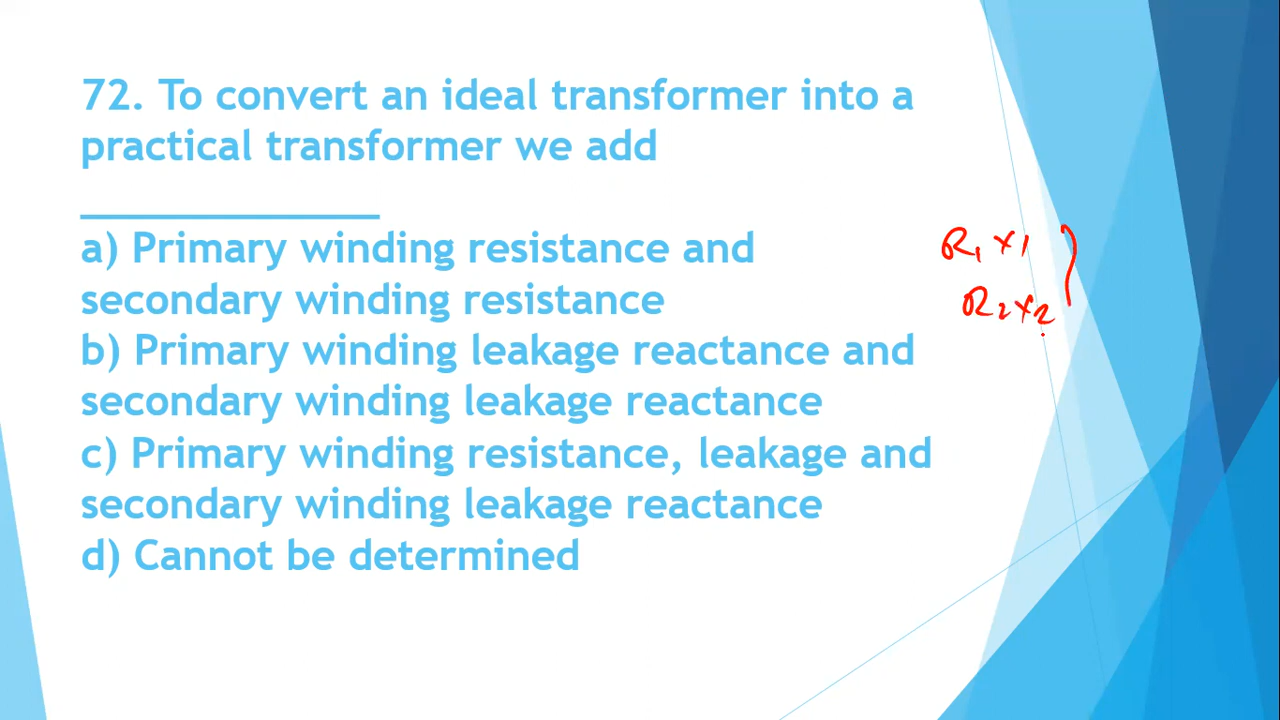 72. To convert an ideal transformer into a
practical transformer we add
______________
a) Primary winding resistance and
secondary winding resistance
b) Primary winding leakage reactance and
secondary winding leakage reactance
c) Primary winding resistance, leakage and
secondary winding leakage reactance
d) Cannot be determined
R1 x1
R2 x2